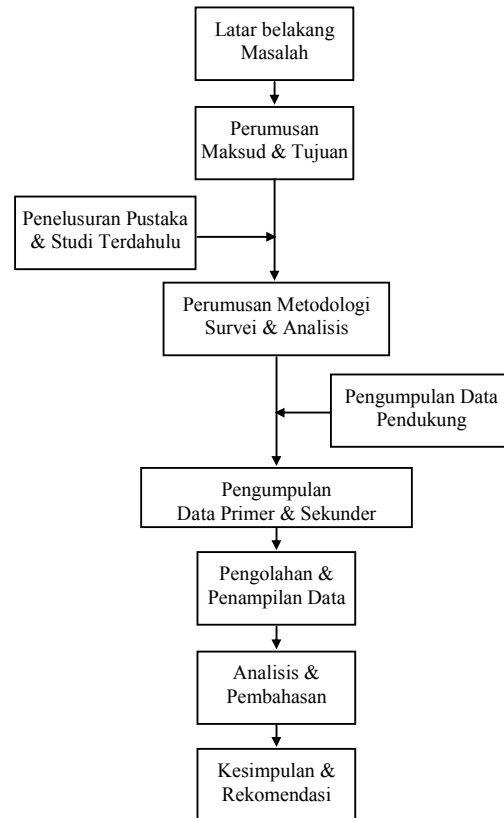 Latar belakang
Masalah
Perumusan
Maksud & Tujuan
Penelusuran Pustaka
& Studi Terdahulu
Perumusan Metodologi
Survei & Analisis
Pengumpulan Data
Pendukung
Pengumpulan
Data Primer & Sekunder
Pengolahan &
Penampilan Data
Analisis &
Pembahasan
Kesimpulan &
Rekomendasi